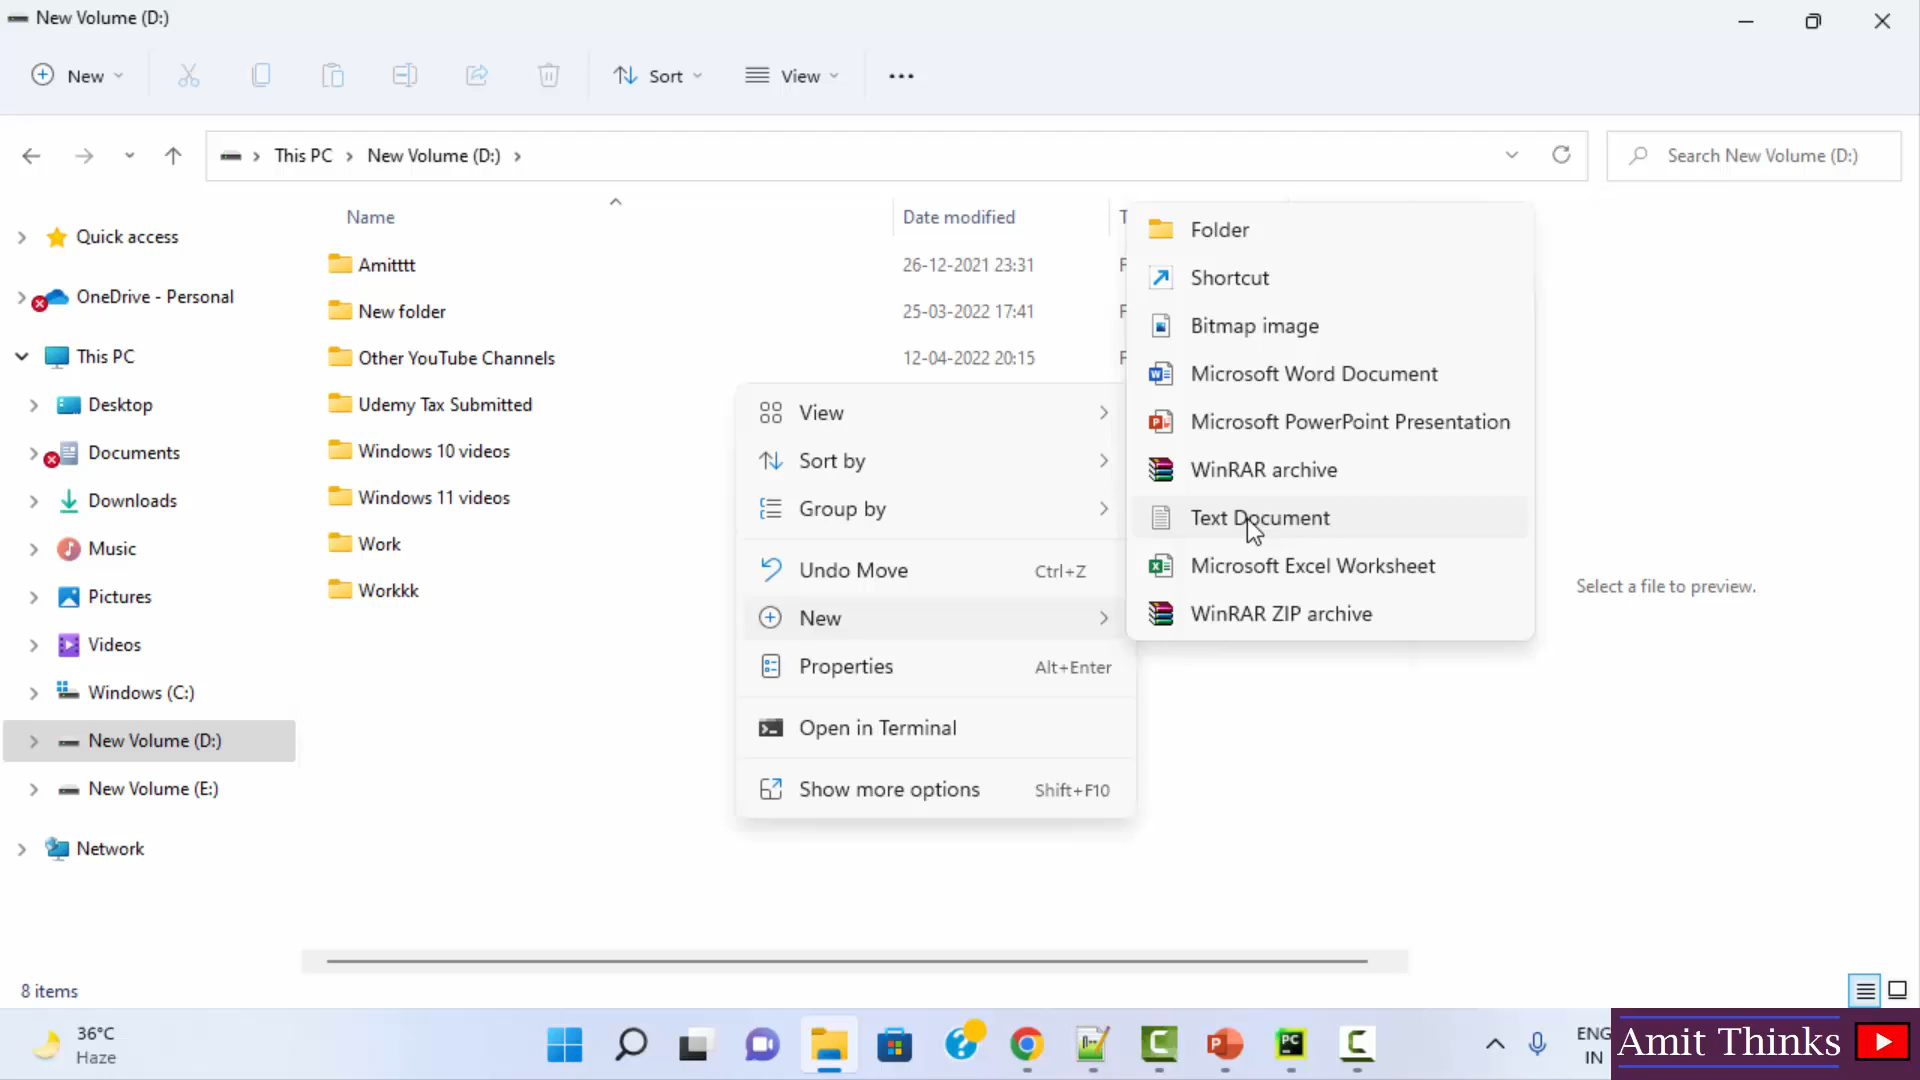 New Volume (D:)
New
Sort
View
This PC
New Volume (D:)
Search New Volume (D:)
Name
Date modified
T
Quick access
OneDrive - Personal
This PC
Desktop
Documents
Downloads
Music
Pictures
Videos
Windows (C:)
New Volume (D:)
New Volume (E:)
Network
Amitttt 26-12-2021 23:31 F
New folder 25-03-2022 17:41 F
Other YouTube Channels 12-04-2022 20:15 F
Udemy Tax Submitted
Windows 10 videos
Windows 11 videos
Work
Workkk
View
Sort by
Group by
Undo Move Ctrl+Z
New
Properties Alt+Enter
Open in Terminal
Show more options Shift+F10
Folder
Shortcut
Bitmap image
Microsoft Word Document
Microsoft PowerPoint Presentation
WinRAR archive
Text Document
Microsoft Excel Worksheet
WinRAR ZIP archive
Select a file to preview.
8 items
36°C
Haze
ENG
IN
Amit Thinks